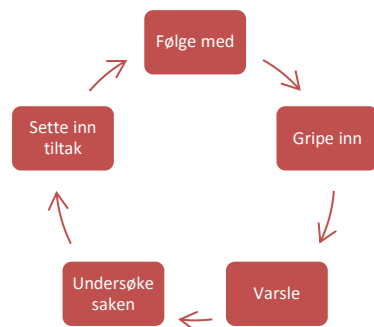 Følge med
Gripe inn
Varsle
Undersøke
saken
Sette inn
tiltak